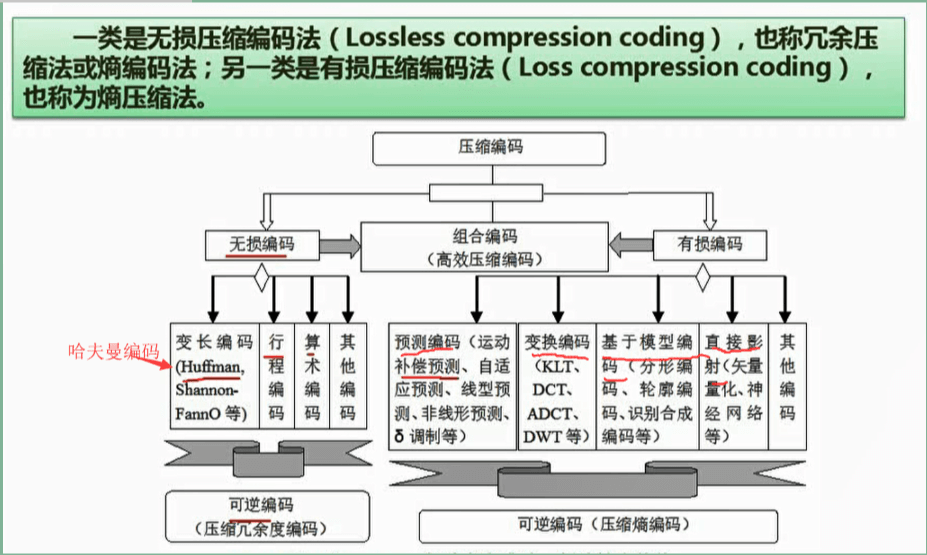 一类是无损压缩编码法（Lossless compression coding），也称冗余压
缩法或熵编码法；另一类是有损压缩编码法（Loss compression coding），
也称为熵压缩法。
压缩编码
无损编码
组合编码
（高效压缩编码）
有损编码
哈夫曼编码
变长编码
(Huffman,
Shannon-
FannO 等)
行
程
编
码
算
术
编
码
其
他
编
码
预测编码（运动
补偿预测、自适
应预测、线型预
测、非线形预测、
δ 调制等）
变换编码
（KLT、
DCT、
ADCT、
DWT 等）
基于模型编
码（分形编
码、轮廓编
码、识别合成
编码等）
直接影
射（矢量
量化、神
经网络
等）
其
他
编
码
可逆编码
（压缩冗余度编码）
可逆编码（压缩熵编码）